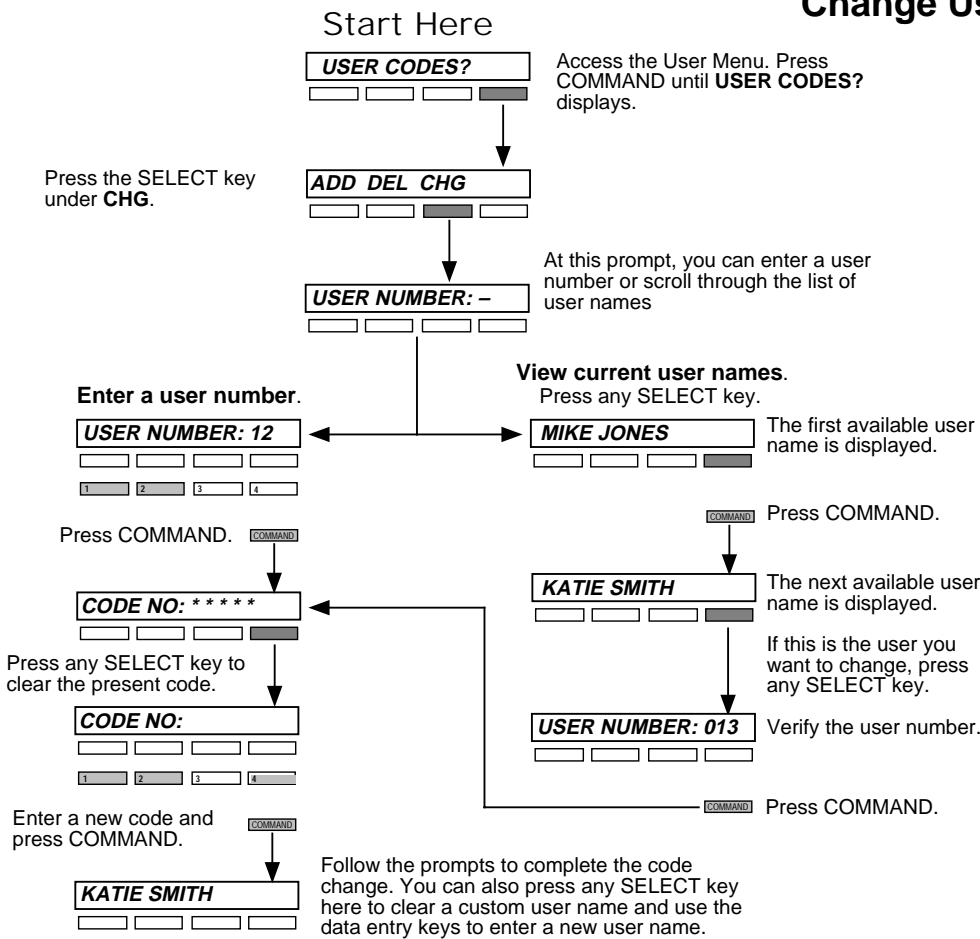 Change Us
Start Here
USER CODES?
Access the User Menu. Press
COMMAND until USER CODES?
displays.
Press the SELECT key
under CHG.
ADD DEL CHG
At this prompt, you can enter a user
number or scroll through the list of
user names
USER NUMBER: –
Enter a user number.
View current user names.
Press any SELECT key.
USER NUMBER: 12
1 2 3 4
MIKE JONES
The first available user
name is displayed.
Press COMMAND. COMMAND
COMMAND Press COMMAND.
CODE NO: * * * * *
KATIE SMITH
The next available user
name is displayed.
Press any SELECT key to
clear the present code.
If this is the user you
want to change, press
any SELECT key.
CODE NO:
1 2 3 4
USER NUMBER: 013
Verify the user number.
COMMAND Press COMMAND.
Enter a new code and
press COMMAND.
COMMAND
KATIE SMITH
Follow the prompts to complete the code
change. You can also press any SELECT key
here to clear a custom user name and use the
data entry keys to enter a new user name.